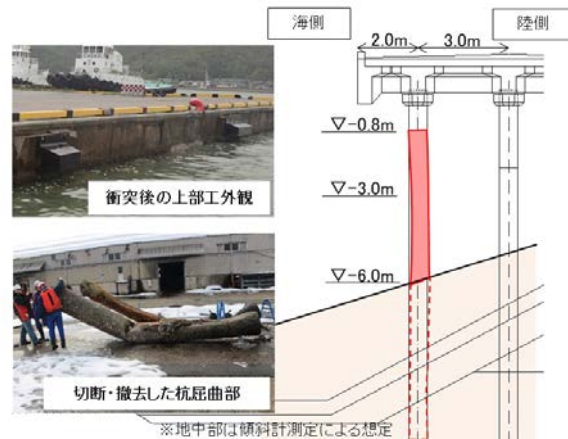 海側
陸側
2.0m
3.0m
▽-0.8m
▽-3.0m
▽-6.0m
衝突後の上部工外観
切断・撤去した杭屈曲部
※地中部は傾斜計測定による想定